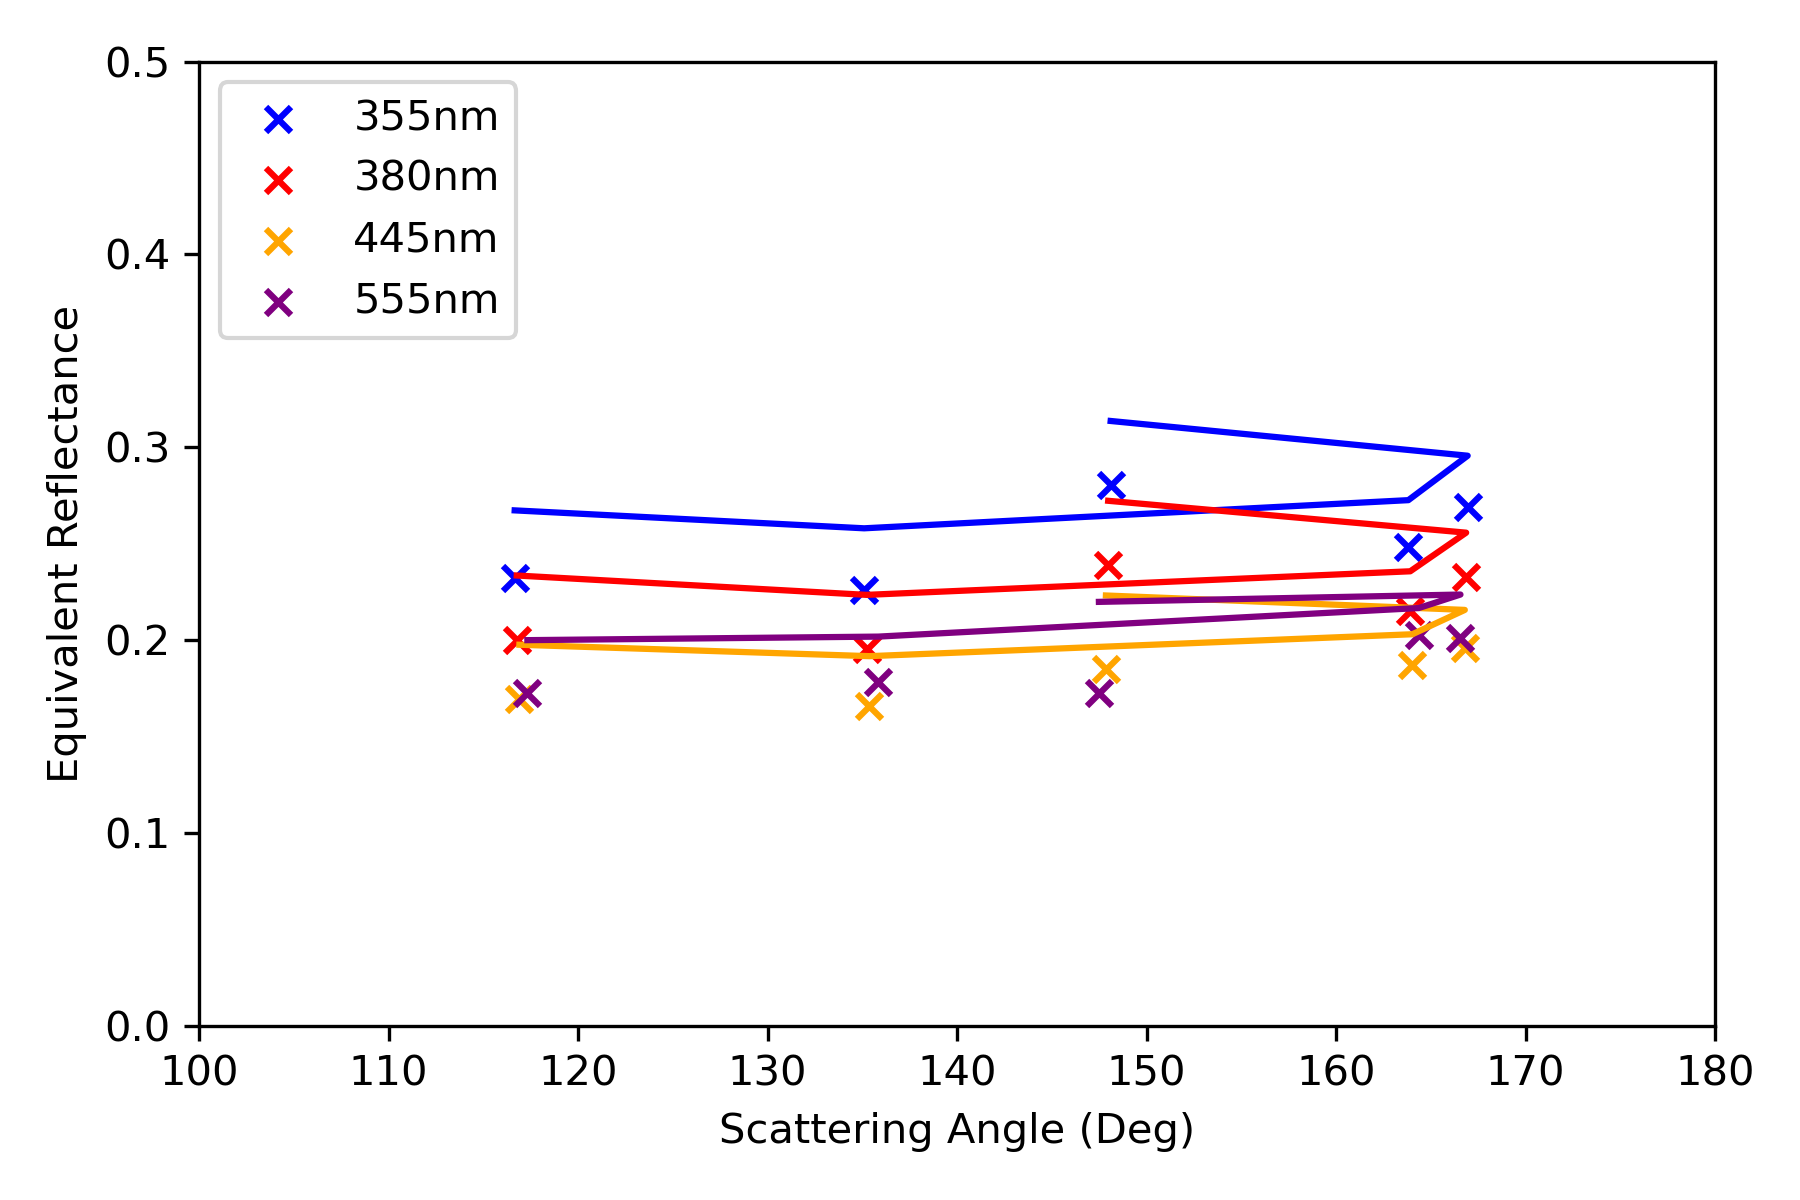 0.5
0.4
0.3
0.2
0.1
0.0
355nm
380nm
445nm
555nm
Equivalent Reflectance
100 110 120 130 140 150 160 170 180
Scattering Angle (Deg)